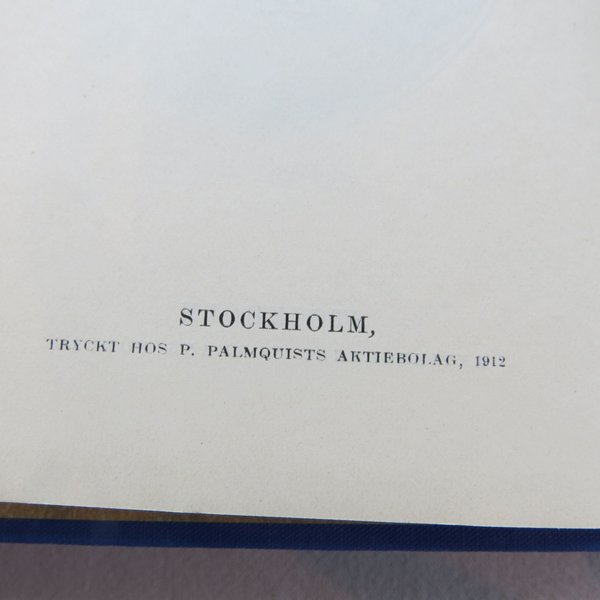 STOCKHOLM,
TRYCKT HOS P. PALMQUISTS AKTIEBOLAG, 1912